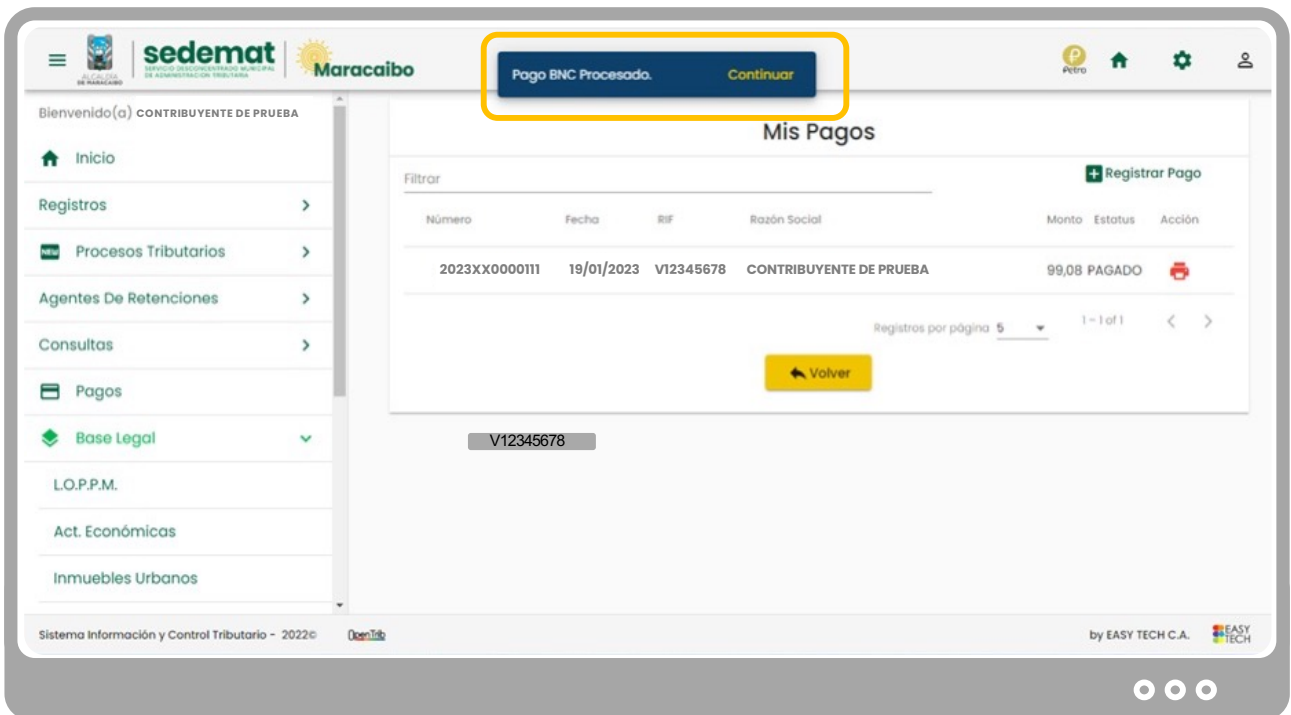 sedemat
SERVICIO DESCONCENTRADO MUNICIPAL
DE ADMINISTRACIÓN TRIBUTARIA
ALCALDÍA
DE MARACAIBO
Maracaibo
Pago BNC Procesado. Continuar
Petro
Bienvenido(a) CONTRIBUYENTE DE PRUEBA
Inicio
Registros
NEW Procesos Tributarios
Agentes De Retenciones
Consultas
Pagos
Base Legal
L.O.P.P.M.
Act. Económicas
Inmuebles Urbanos
Mis Pagos
Filtrar
Registrar Pago
Número Fecha RIF Razón Social Monto Estatus Acción
2023XX0000111 19/01/2023 V12345678 CONTRIBUYENTE DE PRUEBA 99,08 PAGADO
Registros por página 5 1 – 1 of 1
Volver
V12345678
Sistema Información y Control Tributario - 2022© OpenTrib by EASY TECH C.A. EASY
TECH